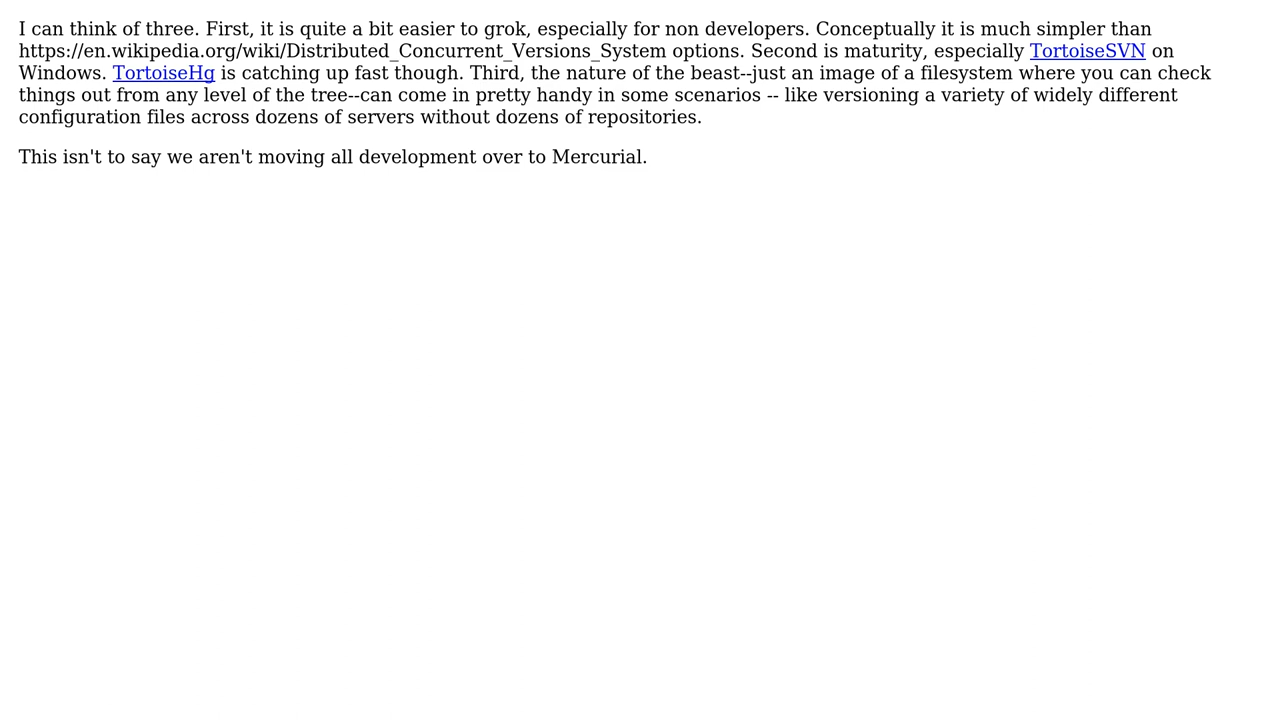 I can think of three. First, it is quite a bit easier to grok, especially for non developers. Conceptually it is much simpler than
https://en.wikipedia.org/wiki/Distributed_Concurrent_Versions_System options. Second is maturity, especially TortoiseSVN on
Windows. TortoiseHg is catching up fast though. Third, the nature of the beast--just an image of a filesystem where you can check
things out from any level of the tree--can come in pretty handy in some scenarios -- like versioning a variety of widely different
configuration files across dozens of servers without dozens of repositories.
This isn't to say we aren't moving all development over to Mercurial.